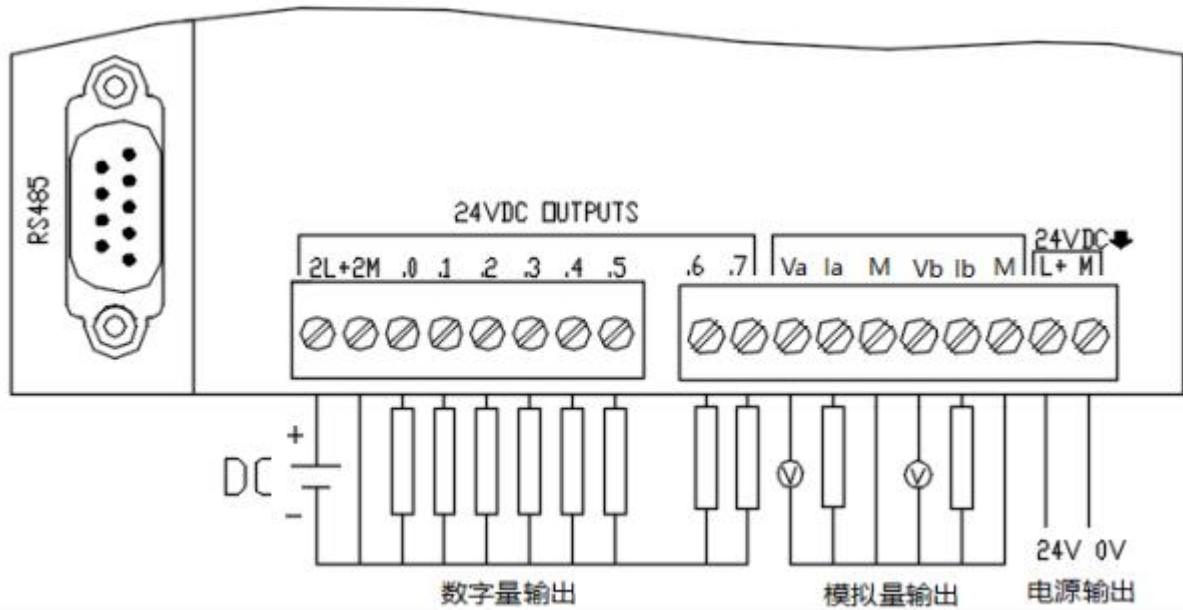 RS485
24VDC OUTPUTS
2L+ 2M .0 .1 .2 .3 .4 .5 .6 .7 Va Ia M Vb Ib M
24VDC
L+ M
DC
+
-
V
V
24V 0V
数字量输出
模拟量输出
电源输出